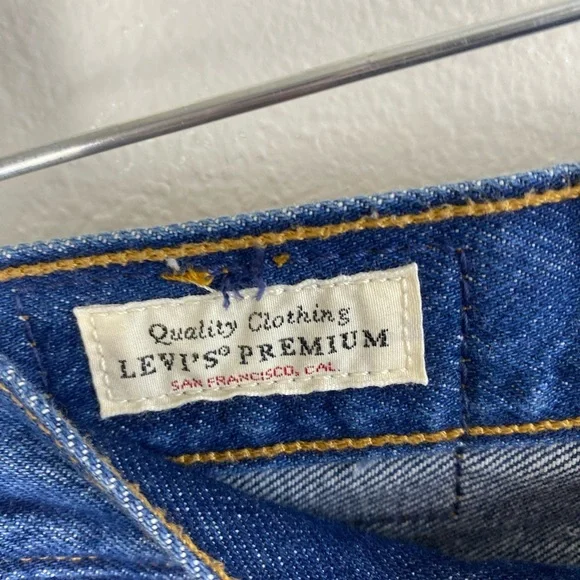 Quality Clothing
LEVI'S® PREMIUM
SAN FRANCISCO, CAL.